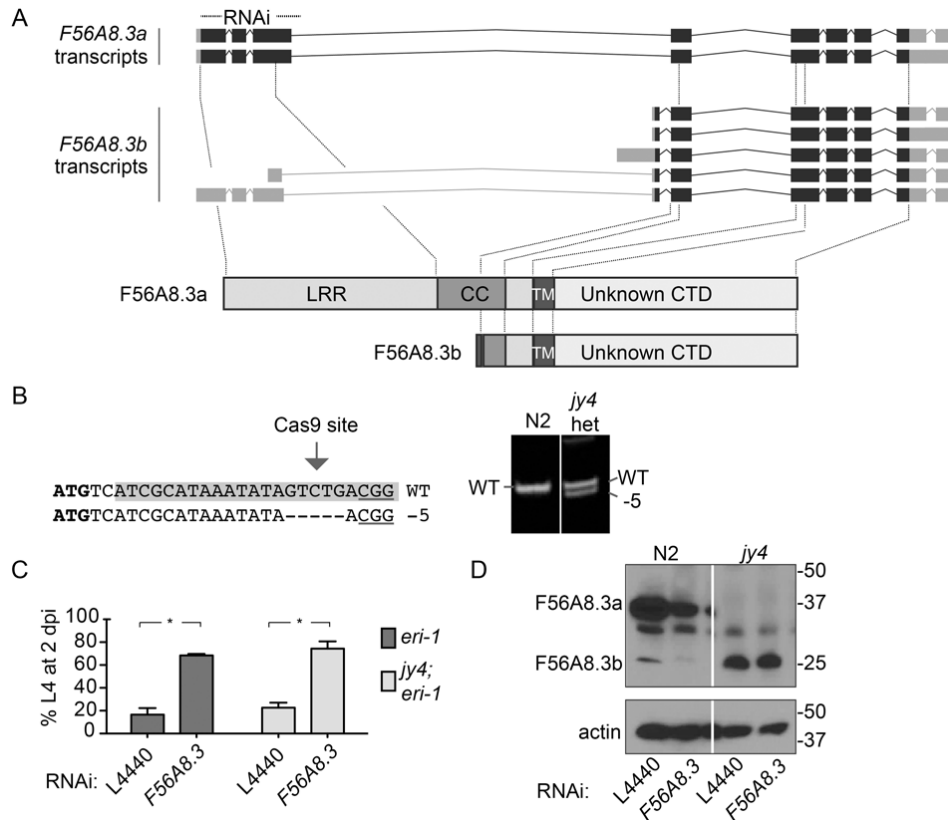 A
RNAi
F56A8.3a
transcripts
F56A8.3b
transcripts
F56A8.3a
LRR
CC
TM
Unknown CTD
F56A8.3b
TM
Unknown CTD
B
Cas9 site
ATGTCATCGCATAAATATAGTCTGACGG WT
ATGTCATCGCATAAATATA-----ACGG -5
N2
jy4
het
WT
WT
-5
C
% L4 at 2 dpi
100
80
60
40
20
0
*
*
eri-1
jy4;
eri-1
RNAi:
L4440
F56A8.3
L4440
F56A8.3
D
N2
jy4
F56A8.3a
F56A8.3b
-50
-37
-25
actin
-50
-37
RNAi:
L4440
F56A8.3
L4440
F56A8.3